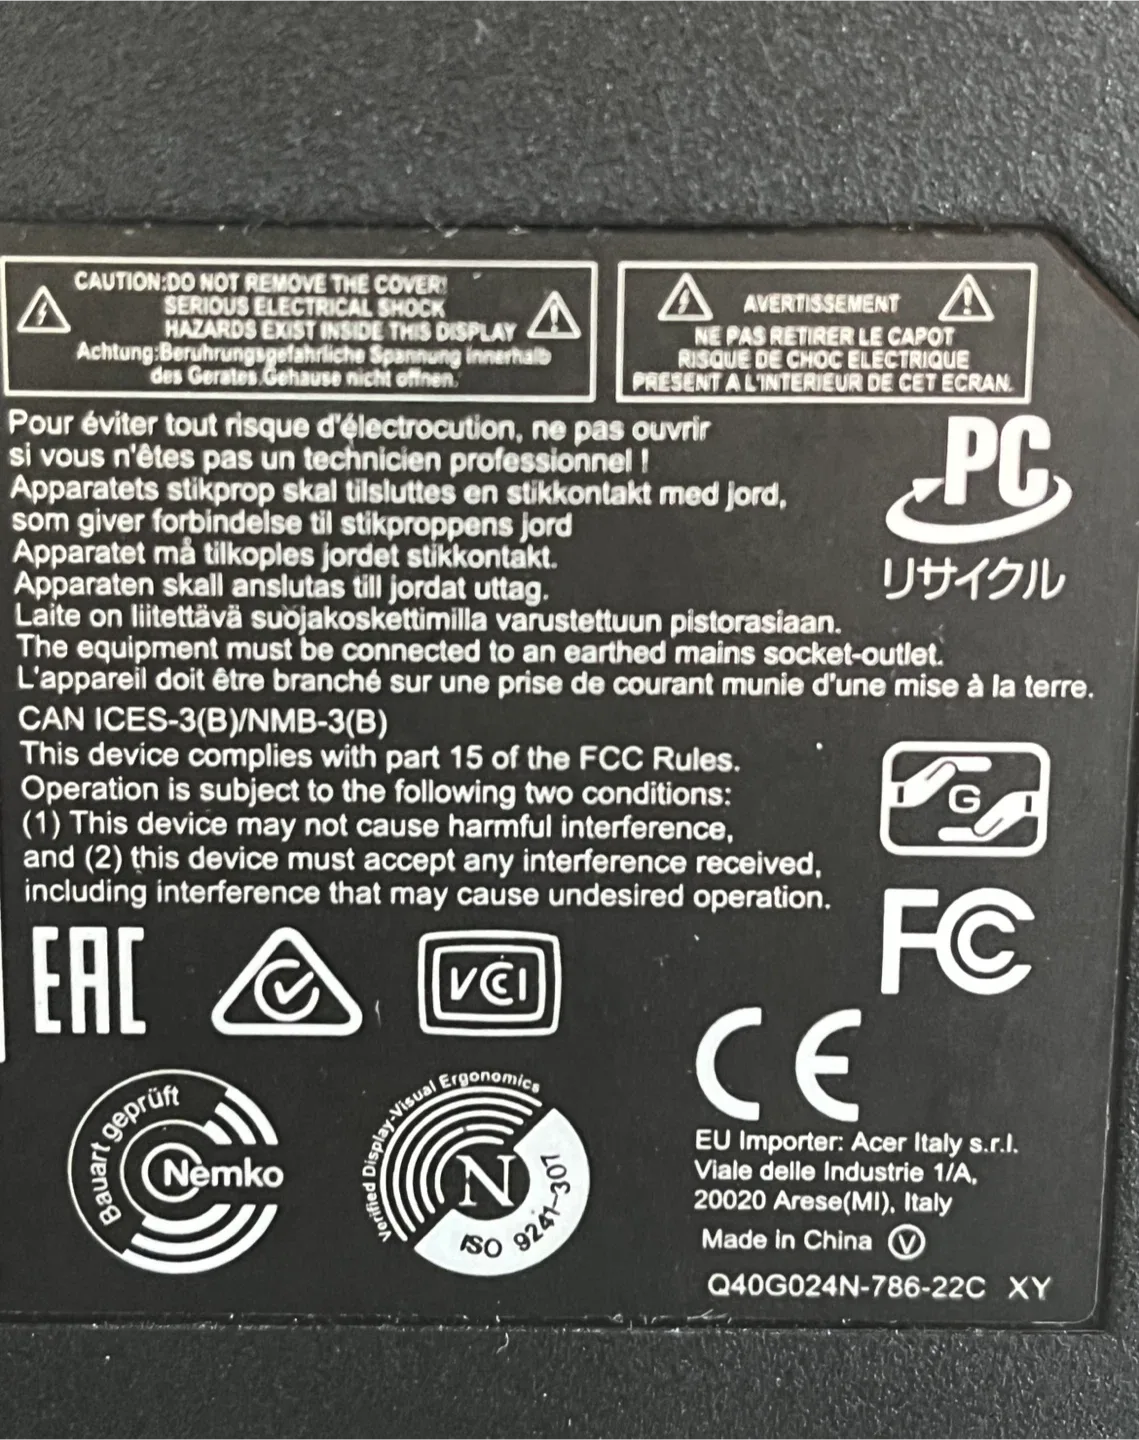 CAUTION:DO NOT REMOVE THE COVER!
SERIOUS ELECTRICAL SHOCK
HAZARDS EXIST INSIDE THIS DISPLAY
Achtung:Beruhrungsgefahrliche Spannung innerhalb
des Gerates.Gehause nicht offnen.
AVERTISSEMENT
NE PAS RETIRER LE CAPOT
RISQUE DE CHOC ELECTRIQUE
PRESENT A L'INTERIEUR DE CET ECRAN.
Pour éviter tout risque d'électrocution, ne pas ouvrir
si vous n'êtes pas un technicien professionnel !
Apparatets stikprop skal tilsluttes en stikkontakt med jord,
som giver forbindelse til stikproppens jord
Apparatet må tilkoples jordet stikkontakt.
Apparaten skall anslutas till jordat uttag.
Laite on liitettävä suojakoskettimilla varustettuun pistorasiaan.
The equipment must be connected to an earthed mains socket-outlet.
L'appareil doit être branché sur une prise de courant munie d'une mise à la terre.
PC
リサイクル
CAN ICES-3(B)/NMB-3(B)
This device complies with part 15 of the FCC Rules.
Operation is subject to the following two conditions:
(1) This device may not cause harmful interference,
and (2) this device must accept any interference received,
including interference that may cause undesired operation.
G
FC
EAC
VCCI
CE
Bauart geprüft
Nemko
Verified Display-Visual Ergonomics
N
ISO 9241-307
EU Importer: Acer Italy s.r.l.
Viale delle Industrie 1/A,
20020 Arese(MI), Italy
Made in China V
Q40G024N-786-22C XY